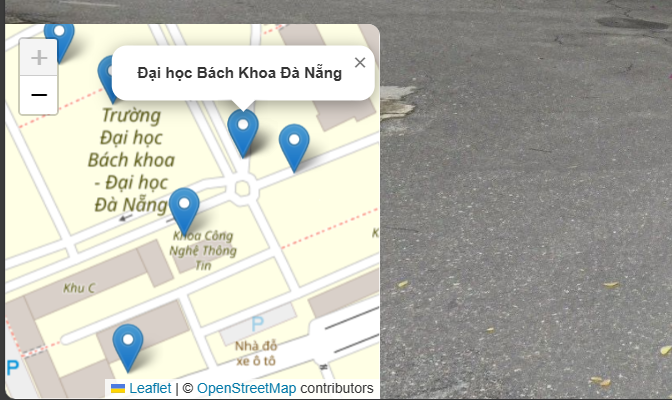 +
Đại học Bách Khoa Đà Nẵng
×
−
Trường
Đại học
Bách khoa
- Đại học
Đà Nẵng
Khoa Công
Nghệ Thông
Tin
K
Khu C
P
Nhà đỗ
xe ô tô
P
Leaflet | © OpenStreetMap contributors